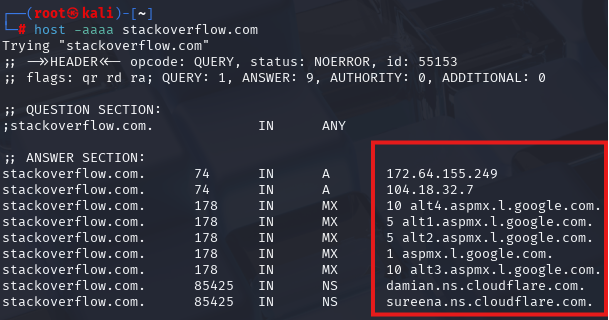 ┌──(root㉿kali)-[~]
└─# host -aaaa stackoverflow.com
Trying "stackoverflow.com"
;; ->>HEADER<<- opcode: QUERY, status: NOERROR, id: 55153
;; flags: qr rd ra; QUERY: 1, ANSWER: 9, AUTHORITY: 0, ADDITIONAL: 0
;; QUESTION SECTION:
;stackoverflow.com. IN ANY
;; ANSWER SECTION:
stackoverflow.com. 74 IN A 172.64.155.249
stackoverflow.com. 74 IN A 104.18.32.7
stackoverflow.com. 178 IN MX 10 alt4.aspmx.l.google.com.
stackoverflow.com. 178 IN MX 5 alt1.aspmx.l.google.com.
stackoverflow.com. 178 IN MX 5 alt2.aspmx.l.google.com.
stackoverflow.com. 178 IN MX 1 aspmx.l.google.com.
stackoverflow.com. 178 IN MX 10 alt3.aspmx.l.google.com.
stackoverflow.com. 85425 IN NS damian.ns.cloudflare.com.
stackoverflow.com. 85425 IN NS sureena.ns.cloudflare.com.